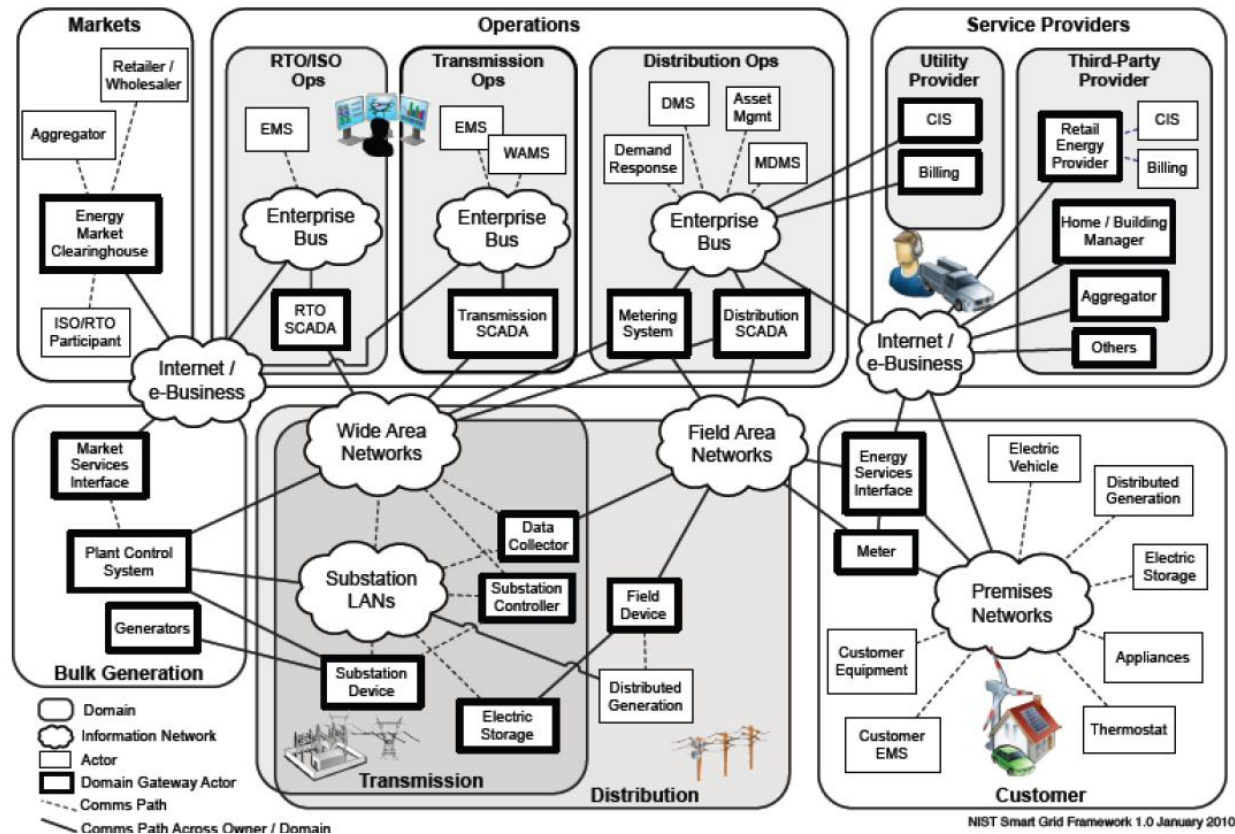 Markets
Retailer /
Wholesaler
Aggregator
Energy
Market
Clearinghouse
ISO/RTO
Participant
Internet /
e-Business
Operations
RTO/ISO
Ops
EMS
Enterprise
Bus
RTO
SCADA
Transmission
Ops
EMS
WAMS
Enterprise
Bus
Transmission
SCADA
Distribution Ops
DMS
Asset
Mgmt
Demand
Response
MDMS
Enterprise
Bus
Metering
System
Distribution
SCADA
Service Providers
Utility
Provider
CIS
Billing
Third-Party
Provider
Retail
Energy
Provider
CIS
Billing
Home / Building
Manager
Aggregator
Others
Internet /
e-Business
Market
Services
Interface
Plant Control
System
Generators
Bulk Generation
Wide Area
Networks
Substation
LANs
Data
Collector
Substation
Controller
Substation
Device
Electric
Storage
Transmission
Field Area
Networks
Field
Device
Distributed
Generation
Distribution
Energy
Services
Interface
Meter
Electric
Vehicle
Distributed
Generation
Electric
Storage
Premises
Networks
Appliances
Thermostat
Customer
Equipment
Customer
EMS
Customer
Domain
Information Network
Actor
Domain Gateway Actor
Comms Path
Comms Path Across Owner / Domain
NIST Smart Grid Framework 1.0 January 2010